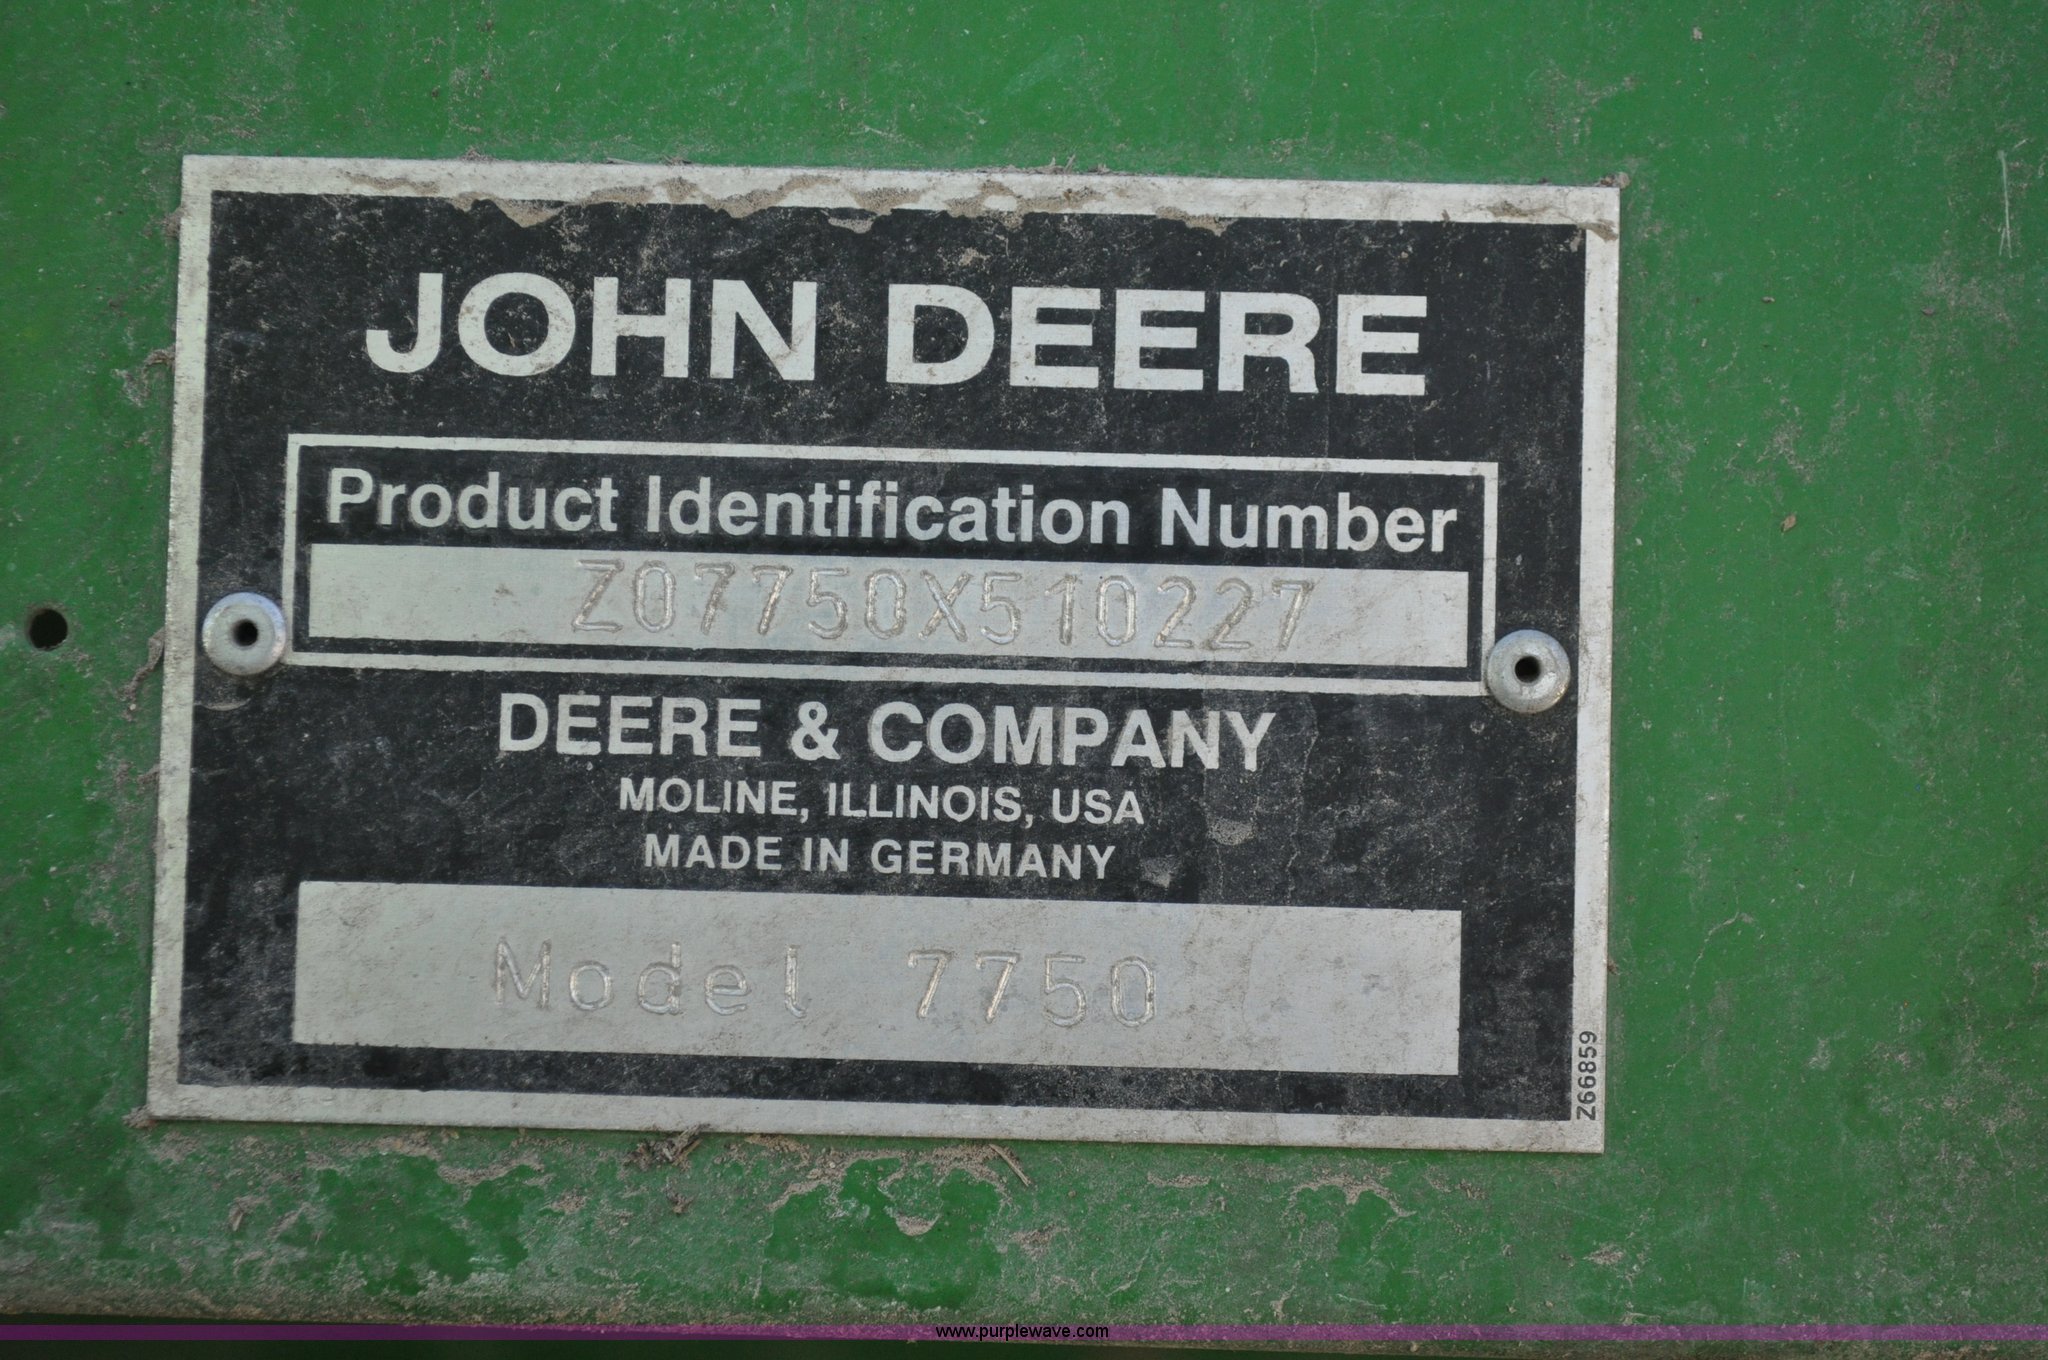 JOHN DEERE
Product Identification Number
Z07750X510227
DEERE & COMPANY
MOLINE, ILLINOIS, USA
MADE IN GERMANY
Model 7750
Z66859
www.purplewave.com